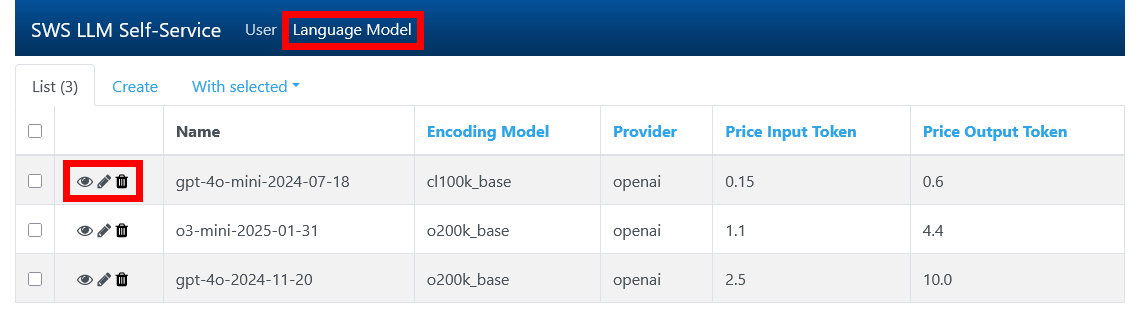 SWS LLM Self-Service User Language Model
List (3) Create With selected
Name Encoding Model Provider Price Input Token Price Output Token
gpt-4o-mini-2024-07-18 cl100k_base openai 0.15 0.6
o3-mini-2025-01-31 o200k_base openai 1.1 4.4
gpt-4o-2024-11-20 o200k_base openai 2.5 10.0